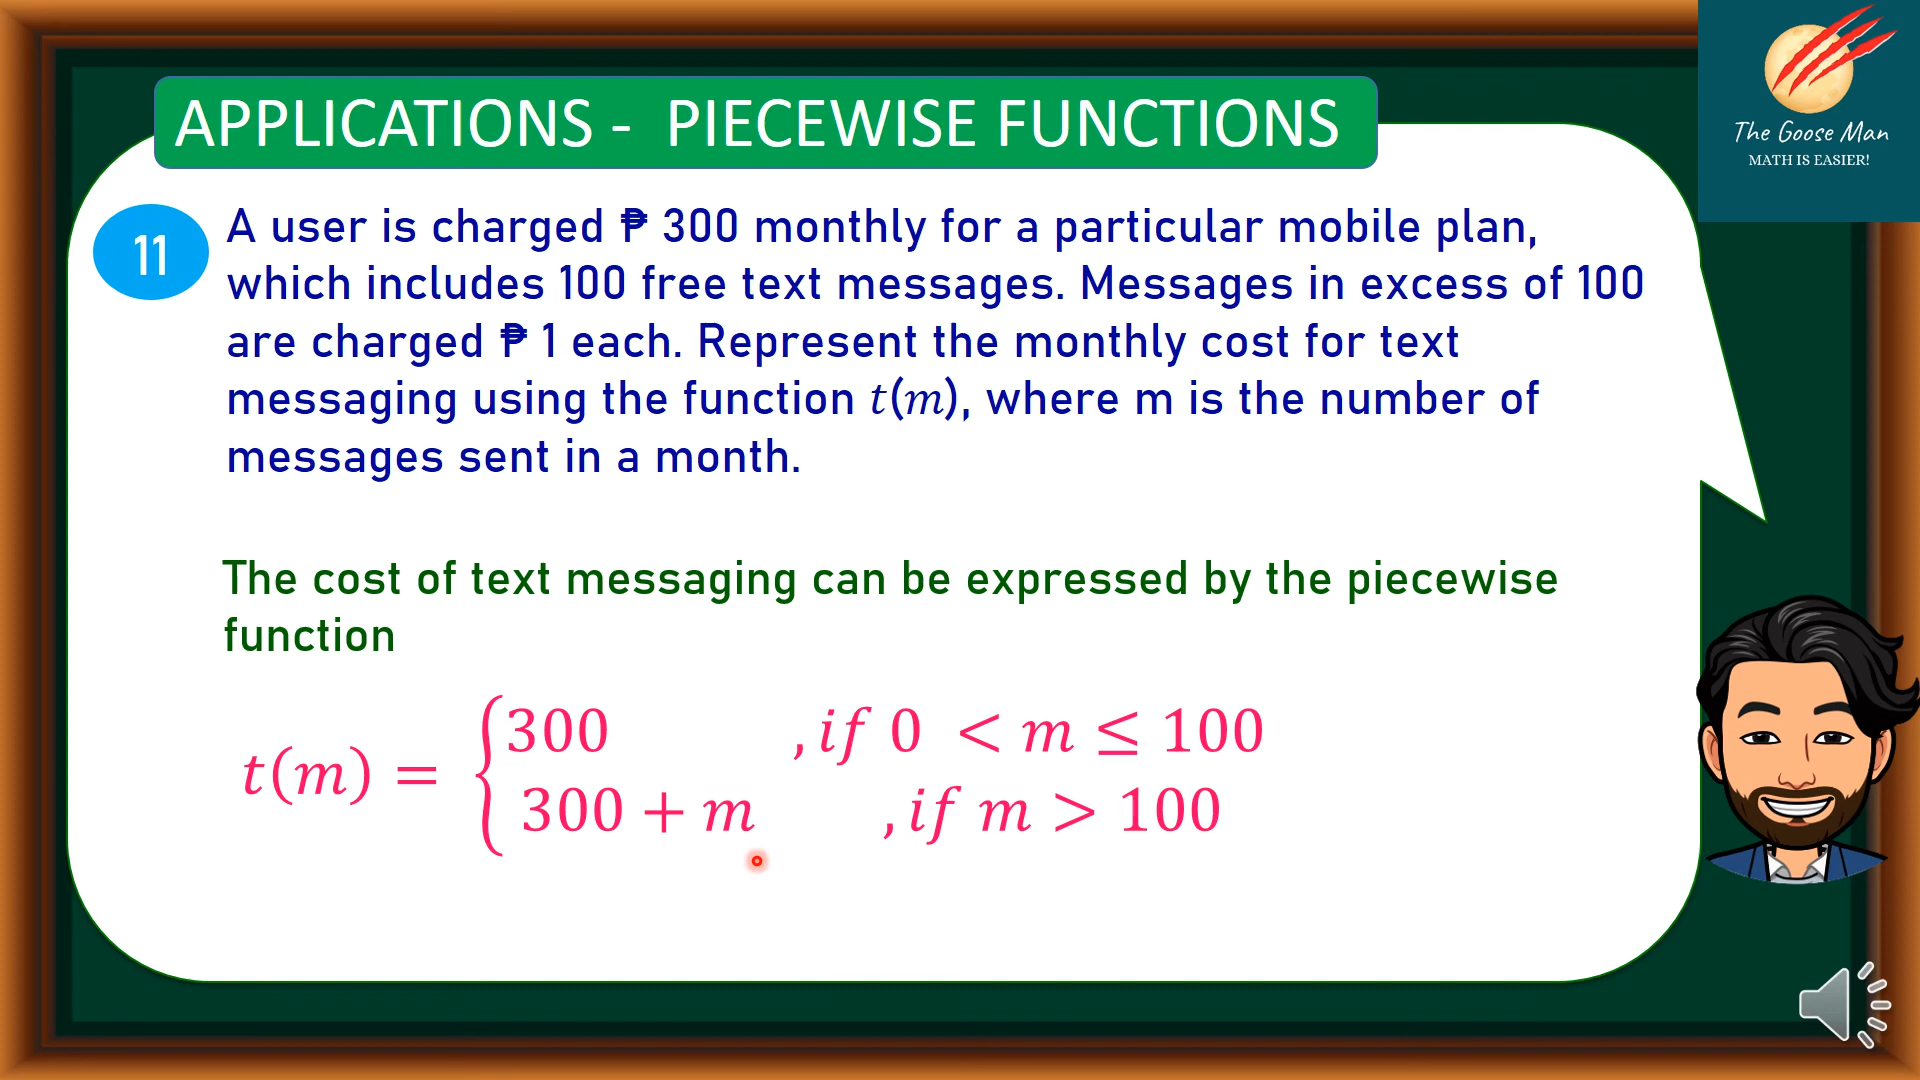 APPLICATIONS - PIECEWISE FUNCTIONS
The Goose Man
MATH IS EASIER!
11
A user is charged ₱ 300 monthly for a particular mobile plan,
which includes 100 free text messages. Messages in excess of 100
are charged ₱ 1 each. Represent the monthly cost for text
messaging using the function t(m), where m is the number of
messages sent in a month.
The cost of text messaging can be expressed by the piecewise
function
t(m) = {
300 , if 0 < m ≤ 100
300 + m , if m > 100